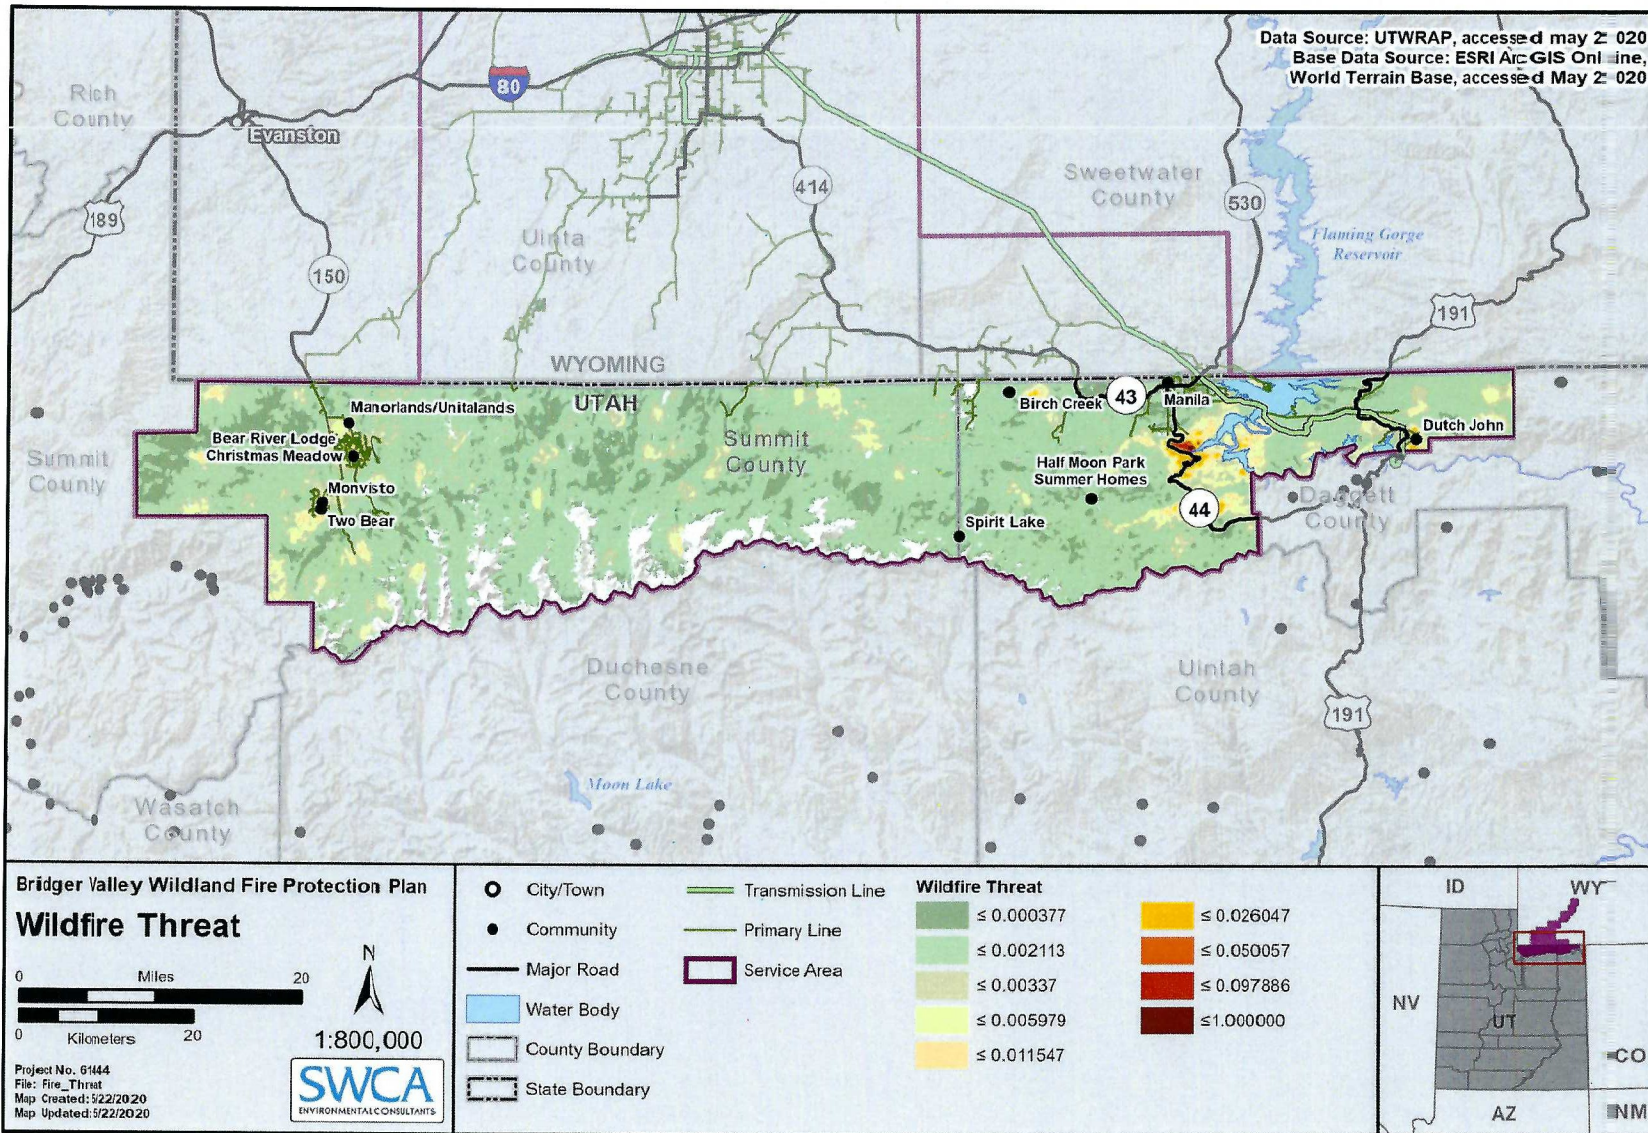 Data Source: UTWRAP, accessed may 2 020
Base Data Source: ESRI ArcGIS Online,
World Terrain Base, accessed May 2 020
Rich
County
80
Evanston
189
150
414
Sweetwater
County
530
Uinta
County
Flaming Gorge
Reservoir
191
WYOMING
UTAH
Manorlands/Unitalands
Bear River Lodge,
Christmas Meadow
Monvisto
Two Bear
Summit
County
Summit
County
Birch Creek
43
Manila
Dutch John
Half Moon Park
Summer Homes
44
Spirit Lake
Daggett
County
Duchesne
County
Uintah
County
191
Moon Lake
Wasatch
County
Bridger Valley Wildland Fire Protection Plan
Wildfire Threat
N
0 Miles 20
0 Kilometers 20
1:800,000
Project No. 61444
File: Fire_Threat
Map Created: 5/22/2020
Map Updated: 5/22/2020
SWCA
ENVIRONMENTAL CONSULTANTS
City/Town
Community
Major Road
Water Body
County Boundary
State Boundary
Transmission Line
Primary Line
Service Area
Wildfire Threat
≤ 0.000377
≤ 0.002113
≤ 0.00337
≤ 0.005979
≤ 0.011547
≤ 0.026047
≤ 0.050057
≤ 0.097886
≤1.000000
ID
WY
NV
UT
CO
AZ
NM